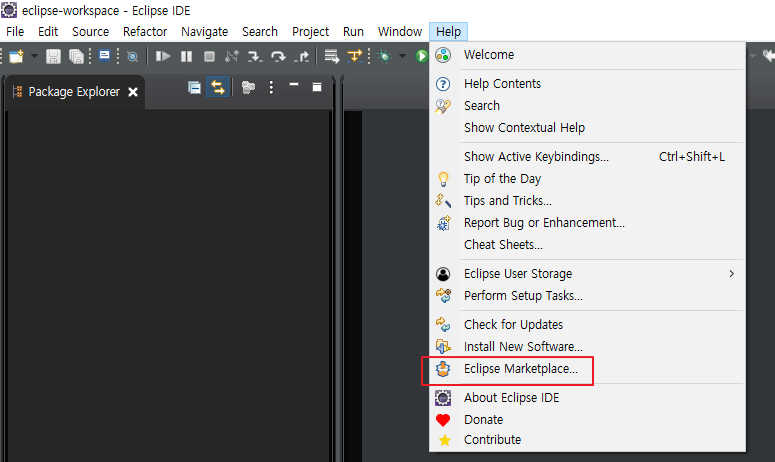 eclipse-workspace - Eclipse IDE
File Edit Source Refactor Navigate Search Project Run Window Help
Package Explorer
Welcome
Help Contents
Search
Show Contextual Help
Show Active Keybindings... Ctrl+Shift+L
Tip of the Day
Tips and Tricks...
Report Bug or Enhancement...
Cheat Sheets...
Eclipse User Storage
Perform Setup Tasks...
Check for Updates
Install New Software...
Eclipse Marketplace...
About Eclipse IDE
Donate
Contribute